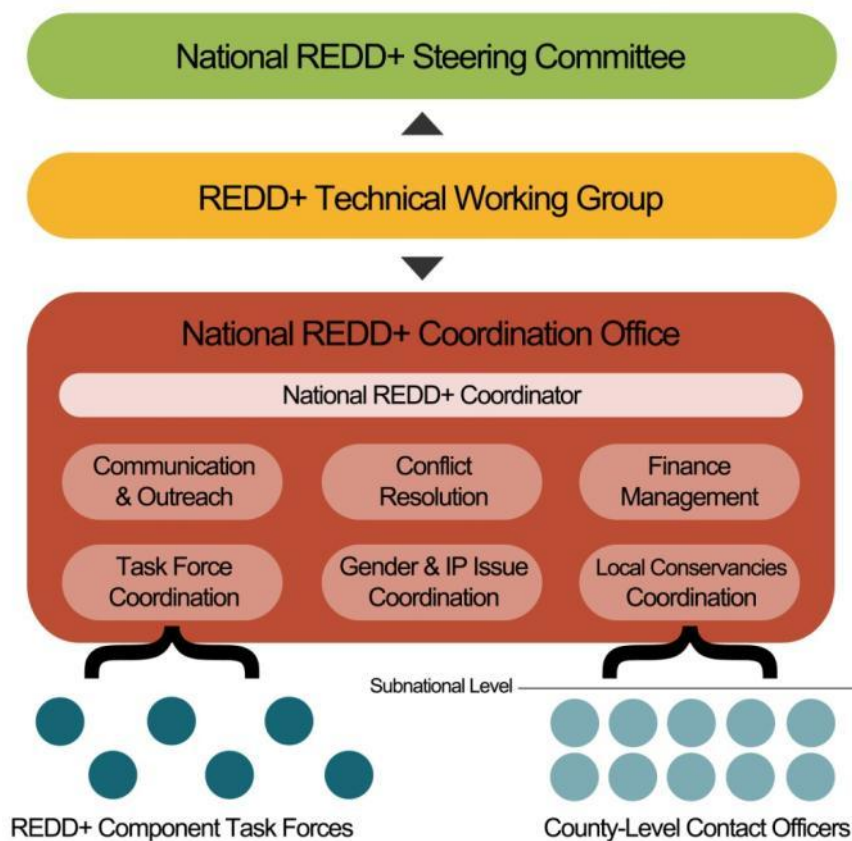 National REDD+ Steering Committee
REDD+ Technical Working Group
National REDD+ Coordination Office
National REDD+ Coordinator
Communication
& Outreach
Conflict
Resolution
Finance
Management
Task Force
Coordination
Gender & IP Issue
Coordination
Local Conservancies
Coordination
Subnational Level
REDD+ Component Task Forces
County-Level Contact Officers